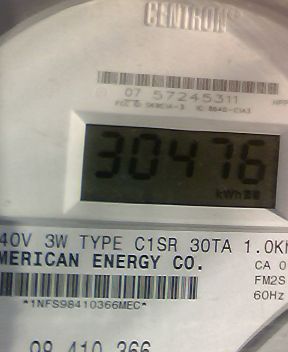 CENTRON®
07 57245311
30476
kWh
40V 3W TYPE C1SR 30TA 1.0Kh
MERICAN ENERGY CO.
CA 0
FM2S
60Hz
*1NFS98410366MEC*
98 410 366